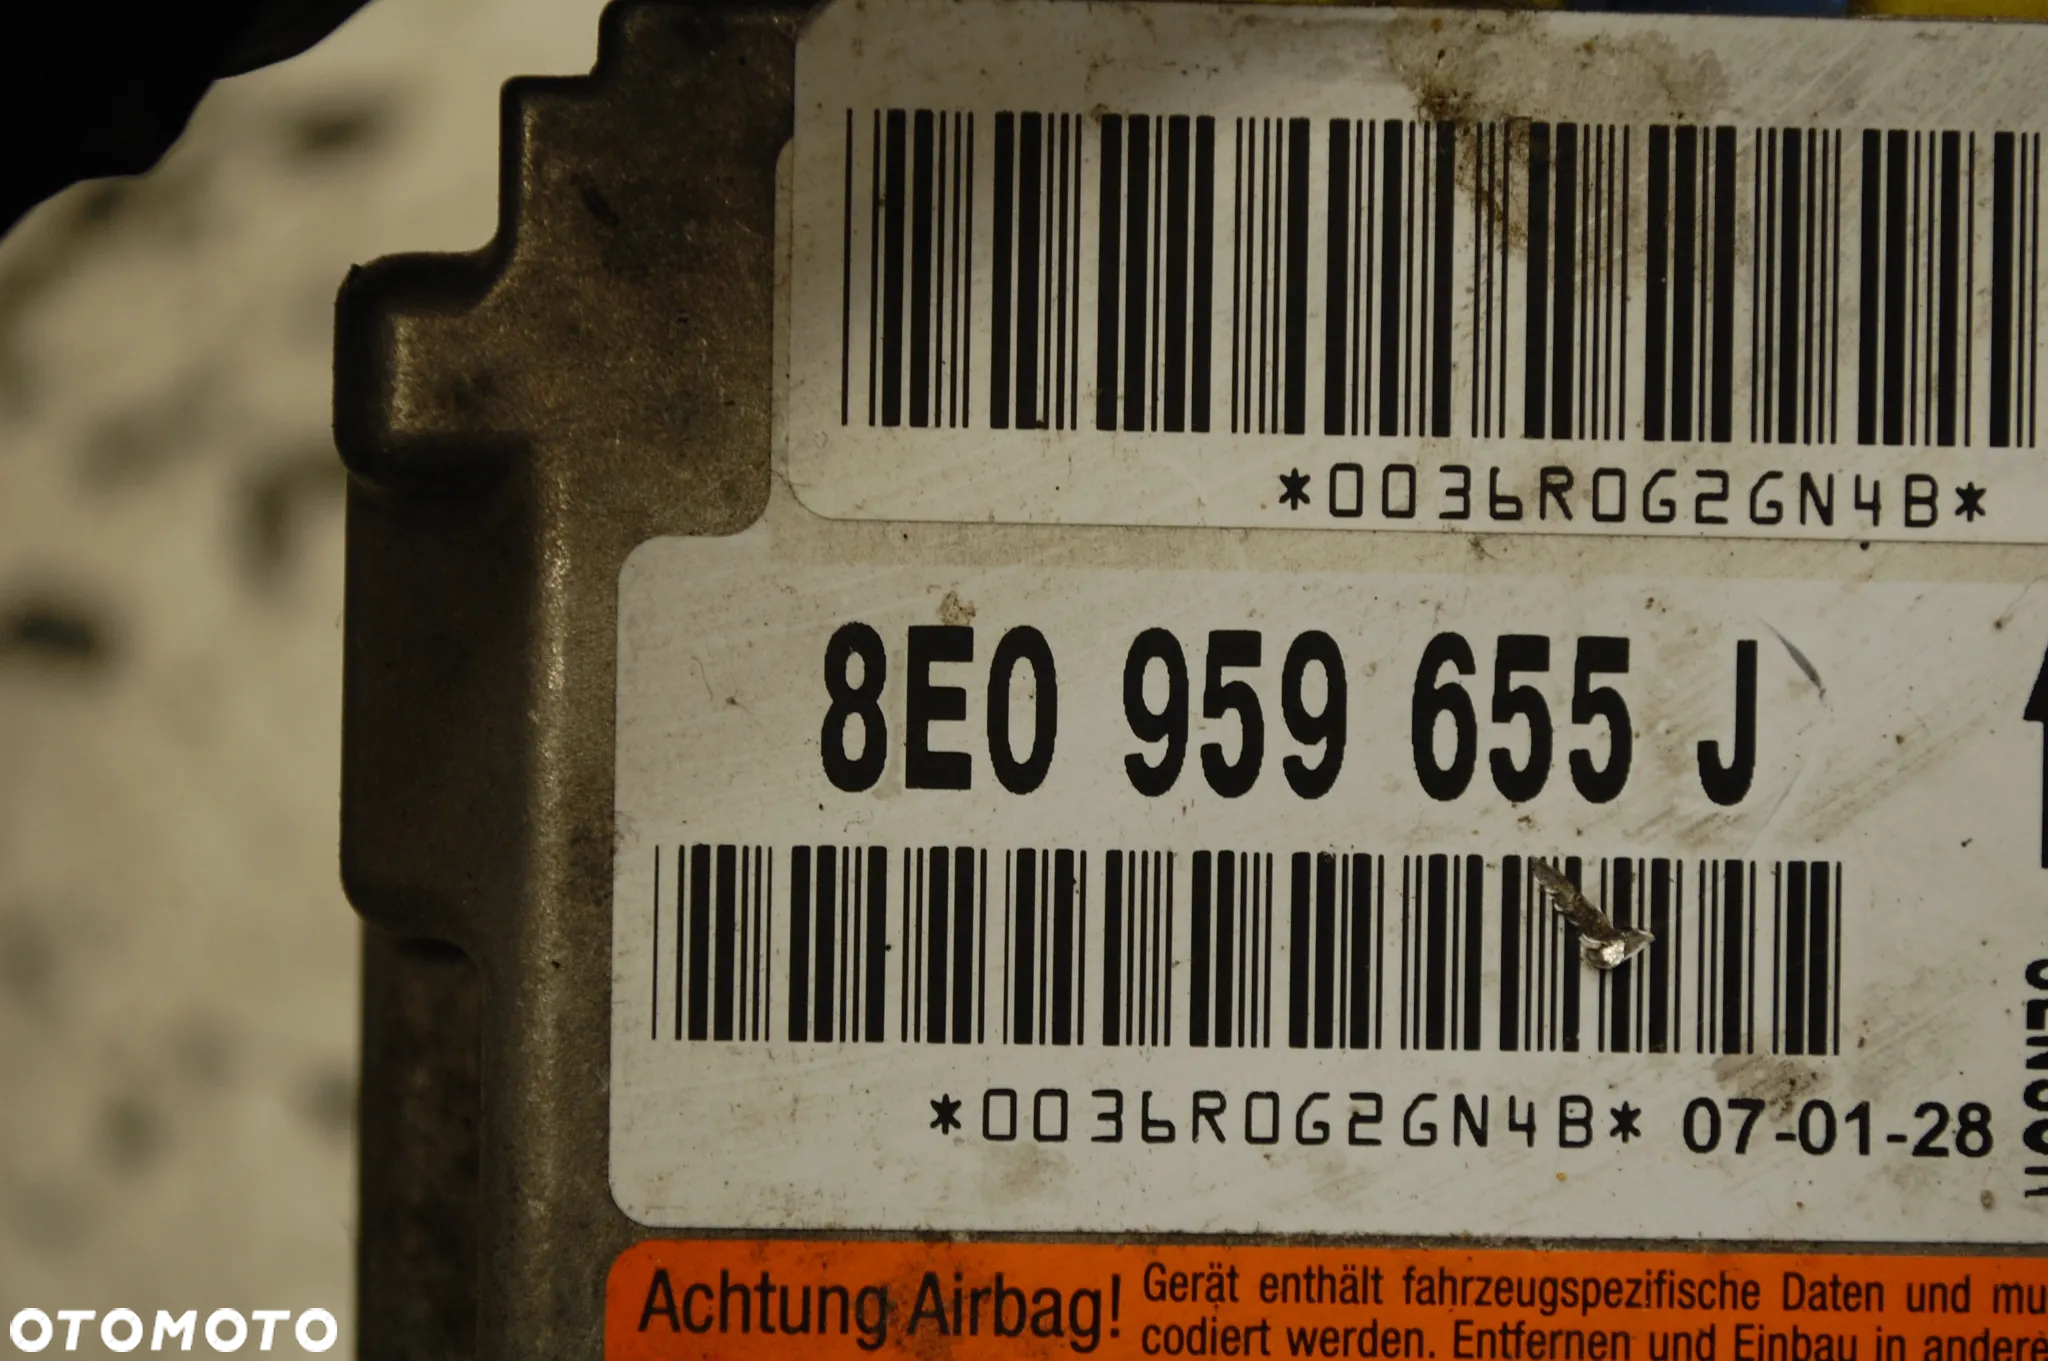 *0036R0G2GN4B*
8E0 959 655 J
*0036R0G2GN4B* 07-01-28
Achtung Airbag!
Gerät enthält fahrzeugspezifische Daten und mu
codiert werden. Entfernen und Einbau in andere
OTOMOTO